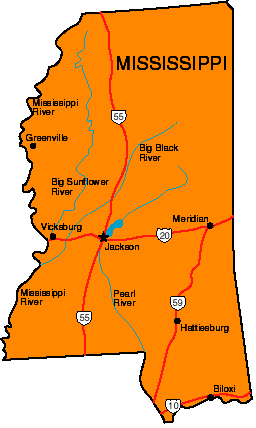 MISSISSIPPI
Mississippi
River
55
Greenville
Big Black
River
Big Sunflower
River
Vicksburg
Meridian
20
Jackson
Mississippi
River
Pearl
River
59
55
Hattiesburg
Biloxi
10